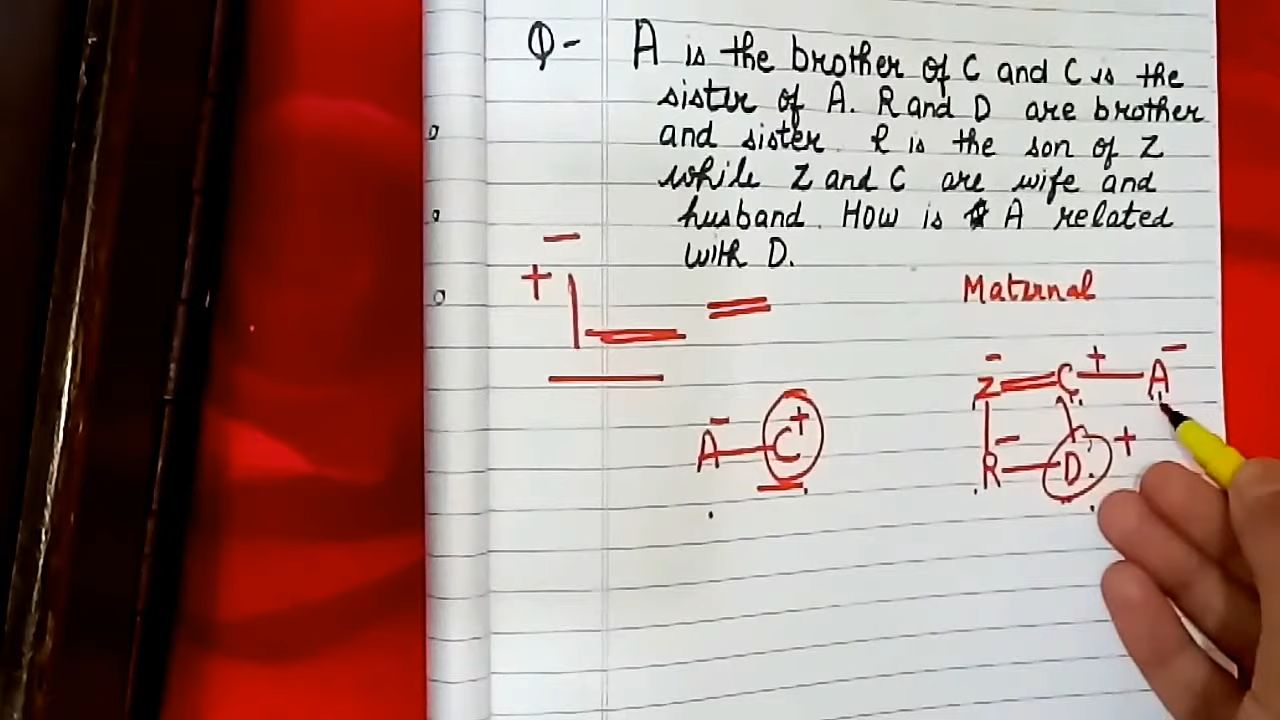 Q- A is the brother of C and C is the
sister of A. R and D are brother
and sister. R is the son of Z
while Z and C are wife and
husband. How is A related
with D.
Maternal
−
+
− + −
Z = C — A
A− — C+
R− — D+